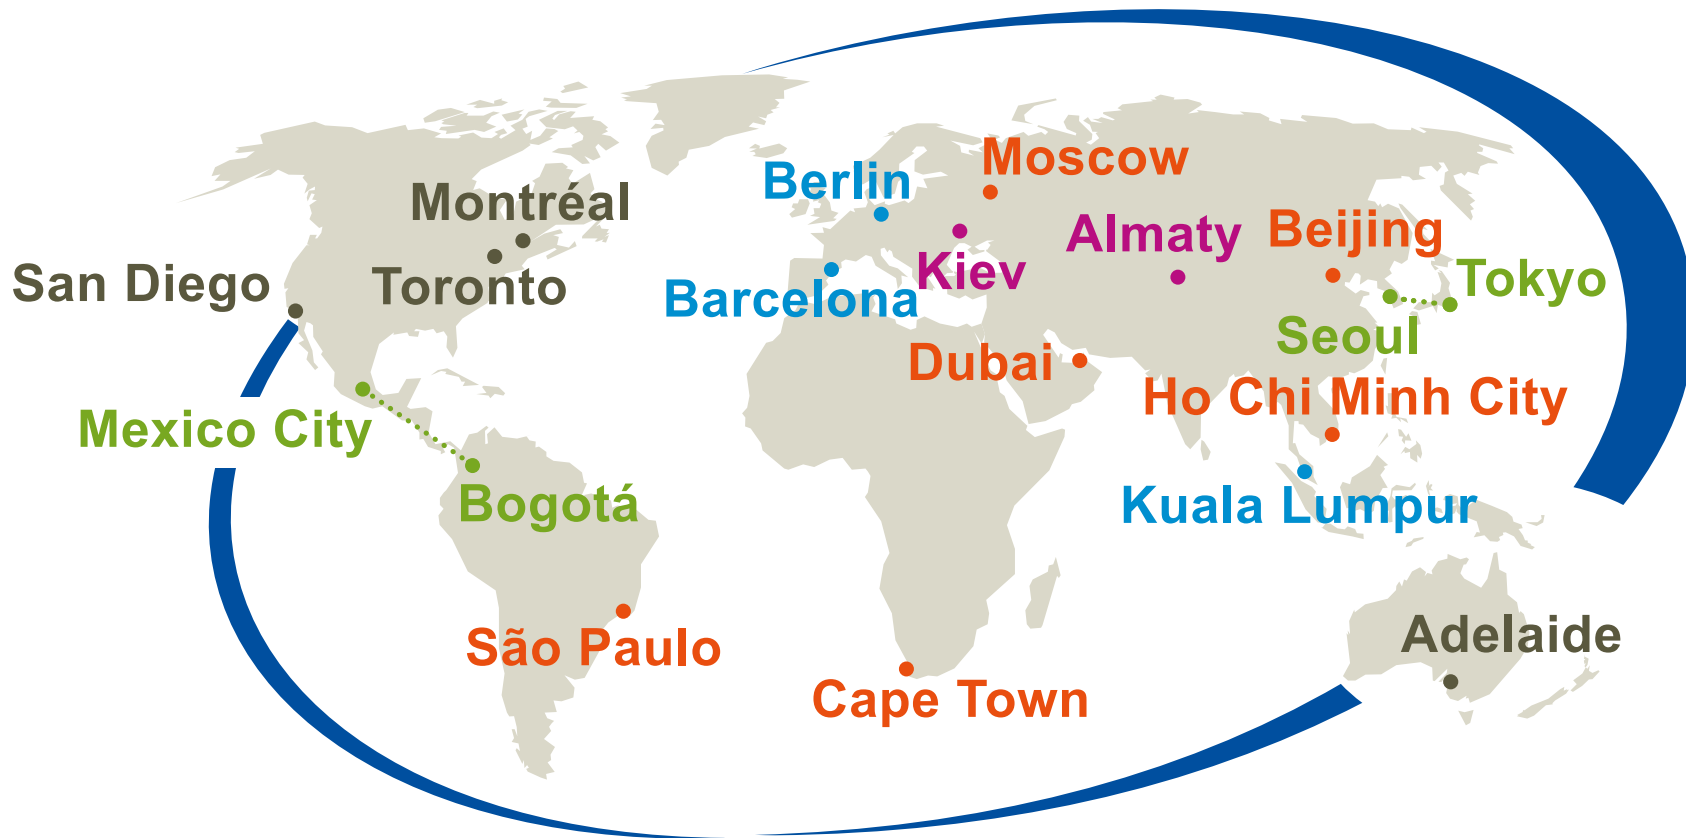 Moscow
Berlin
Montréal
Almaty
Beijing
San Diego
Toronto
Kiev
Tokyo
Barcelona
Seoul
Dubai
Ho Chi Minh City
Mexico City
Bogotá
Kuala Lumpur
São Paulo
Adelaide
Cape Town